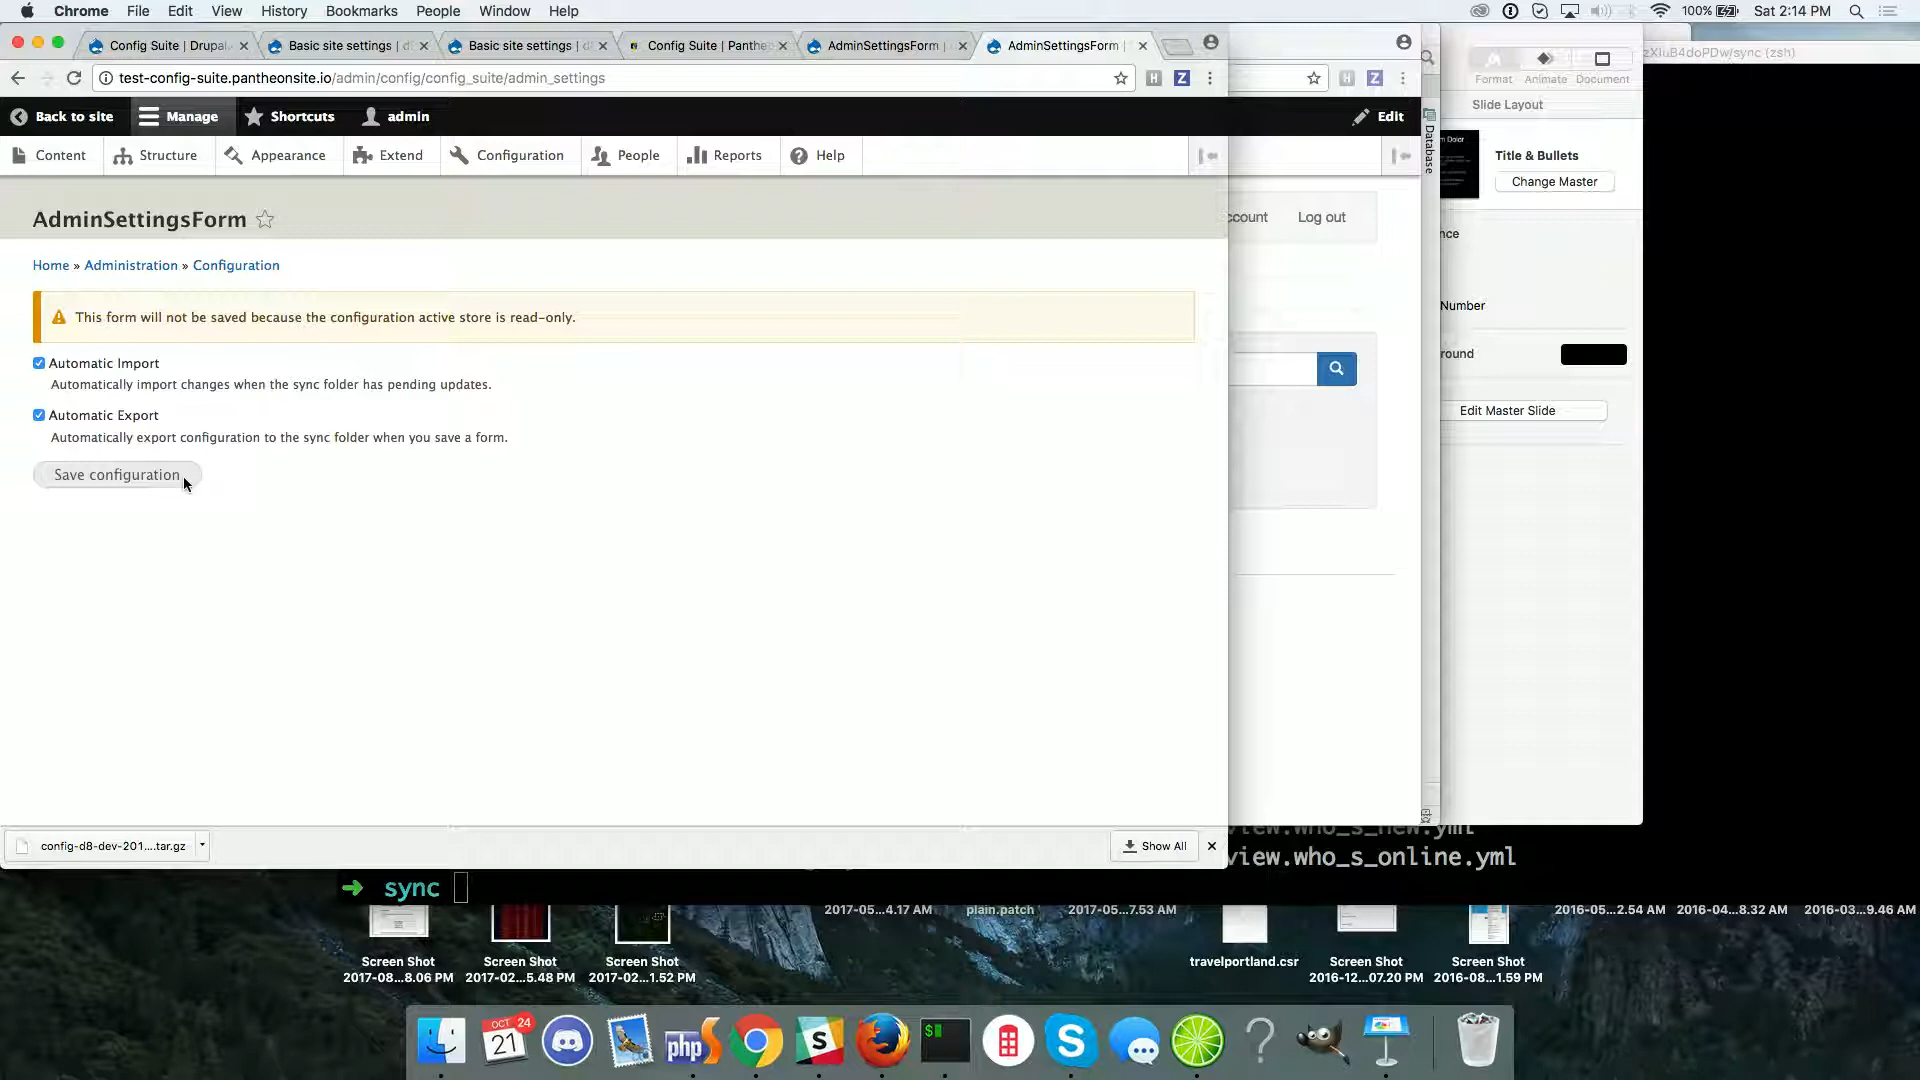 Chrome File Edit View History Bookmarks People Window Help
100% Sat 2:14 PM
Config Suite | Drupal
Basic site settings | d
Basic site settings | d
Config Suite | Panthe
AdminSettingsForm |
AdminSettingsForm |
zXluB4doPDw/sync (zsh)
test-config-suite.pantheonsite.io/admin/config/config_suite/admin_settings
H Z
H Z
Format Animate Document
Slide Layout
Back to site Manage Shortcuts admin Edit
Database
Content Structure Appearance Extend Configuration People Reports Help
Title & Bullets
Change Master
AdminSettingsForm
ccount Log out
nce
Home » Administration » Configuration
This form will not be saved because the configuration active store is read-only.
Number
round
Automatic Import
Automatically import changes when the sync folder has pending updates.
Automatic Export
Automatically export configuration to the sync folder when you save a form.
Edit Master Slide
Save configuration
view.who_s_new.yml
config-d8-dev-201....tar.gz
Show All
view.who_s_online.yml
➜ sync
2017-05...4.17 AM
plain.patch
2017-05...7.53 AM
2016-05...2.54 AM
2016-04...8.32 AM
2016-03...9.46 AM
Screen Shot
2017-08...8.06 PM
Screen Shot
2017-02...5.48 PM
Screen Shot
2017-02...1.52 PM
travelportland.csr
Screen Shot
2016-12...07.20 PM
Screen Shot
2016-08...1.59 PM
OCT 24
21
php
S
$
S
?